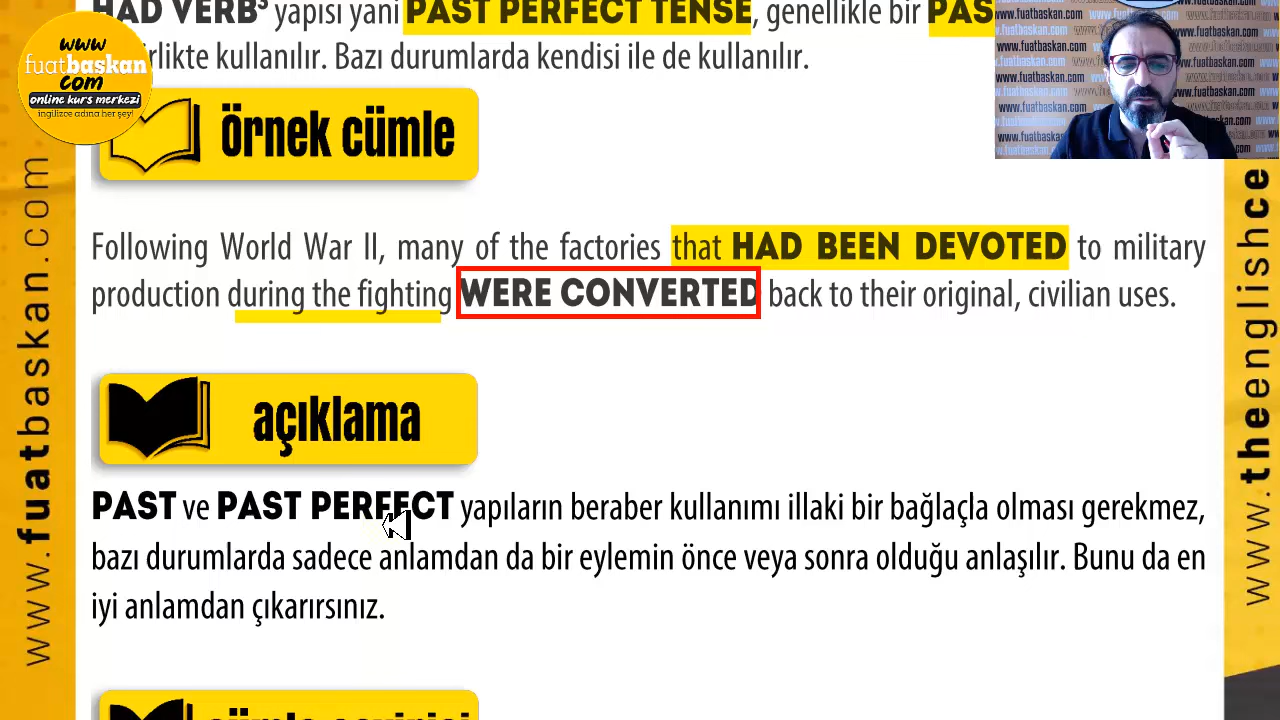 HAD VERB³ yapısı yani PAST PERFECT TENSE, genellikle bir PAS
birlikte kullanılır. Bazı durumlarda kendisi ile de kullanılır.
www
fuatbaskan
com
online kurs merkezi
ingilizce adına her şey!
örnek cümle
Following World War II, many of the factories that HAD BEEN DEVOTED to military
production during the fighting WERE CONVERTED back to their original, civilian uses.
açıklama
PAST ve PAST PERFECT yapıların beraber kullanımı illaki bir bağlaçla olması gerekmez,
bazı durumlarda sadece anlamdan da bir eylemin önce veya sonra olduğu anlaşılır. Bunu da en
iyi anlamdan çıkarırsınız.
www.fuatbaskan.com
www.theenglishce
www.fuatbaskan.com